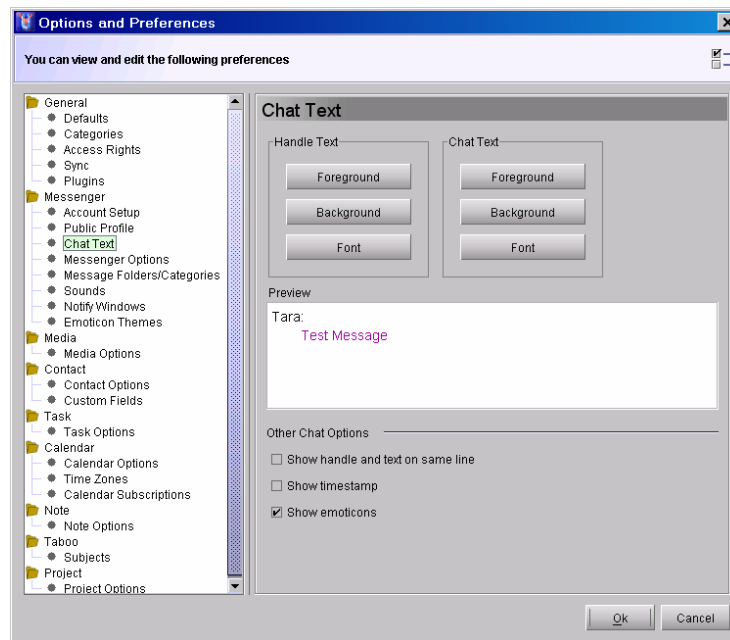 Options and Preferences
You can view and edit the following preferences
General
Defaults
Categories
Access Rights
Sync
Plugins
Messenger
Account Setup
Public Profile
Chat Text
Messenger Options
Message Folders/Categories
Sounds
Notify Windows
Emoticon Themes
Media
Media Options
Contact
Contact Options
Custom Fields
Task
Task Options
Calendar
Calendar Options
Time Zones
Calendar Subscriptions
Note
Note Options
Taboo
Subjects
Project
Project Options
Chat Text
Handle Text
Foreground
Background
Font
Chat Text
Foreground
Background
Font
Preview
Tara:
Test Message
Other Chat Options
Show handle and text on same line
Show timestamp
Show emoticons
Ok
Cancel